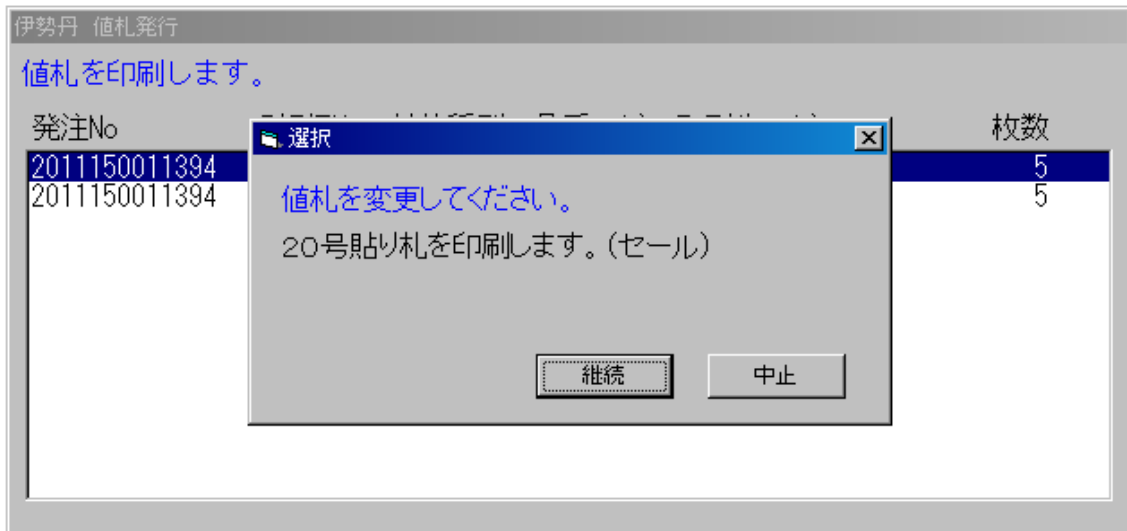 伊勢丹 値札発行
値札を印刷します。
発注No 枚数
選択
2011150011394 5
2011150011394 5
値札を変更してください。
２０号貼り札を印刷します。（セール）
継続 中止